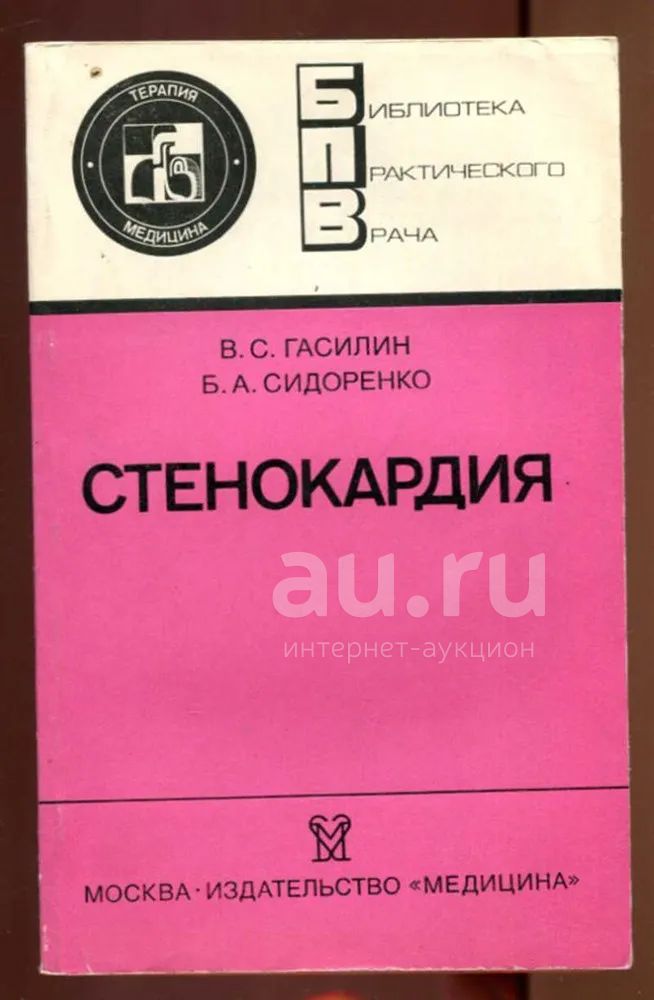 ТЕРАПИЯ
МЕДИЦИНА
БИБЛИОТЕКА
ПРАКТИЧЕСКОГО
ВРАЧА
В. С. ГАСИЛИН
Б. А. СИДОРЕНКО
СТЕНОКАРДИЯ
au.ru
интернет-аукцион
МОСКВА · ИЗДАТЕЛЬСТВО «МЕДИЦИНА»